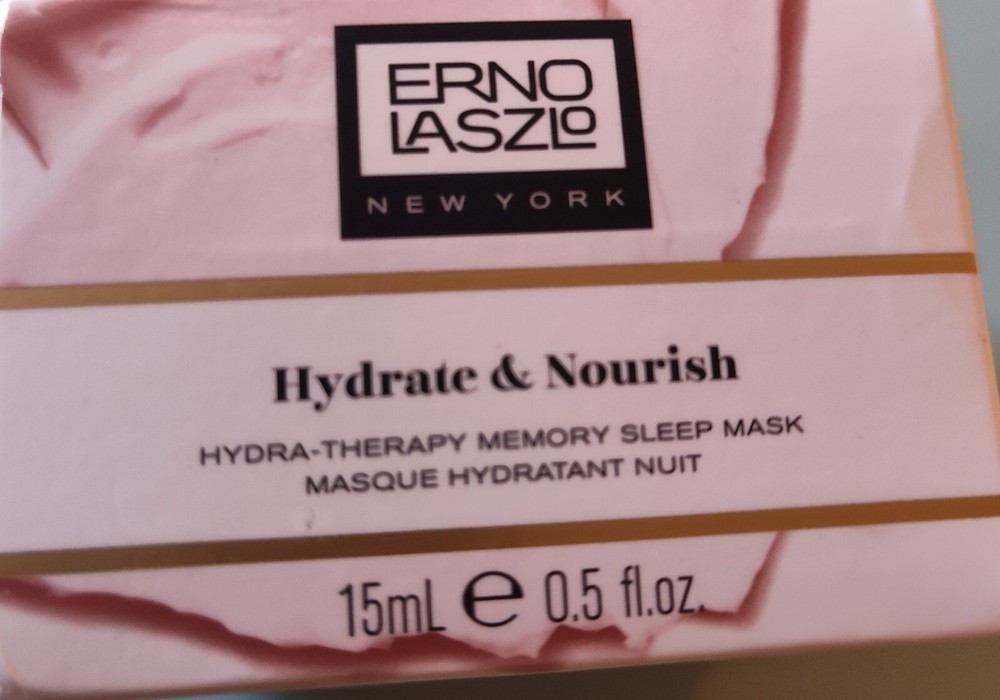 ERNO
LASZLO
NEW YORK
Hydrate & Nourish
HYDRA-THERAPY MEMORY SLEEP MASK
MASQUE HYDRATANT NUIT
15mL e 0.5 fl.oz.